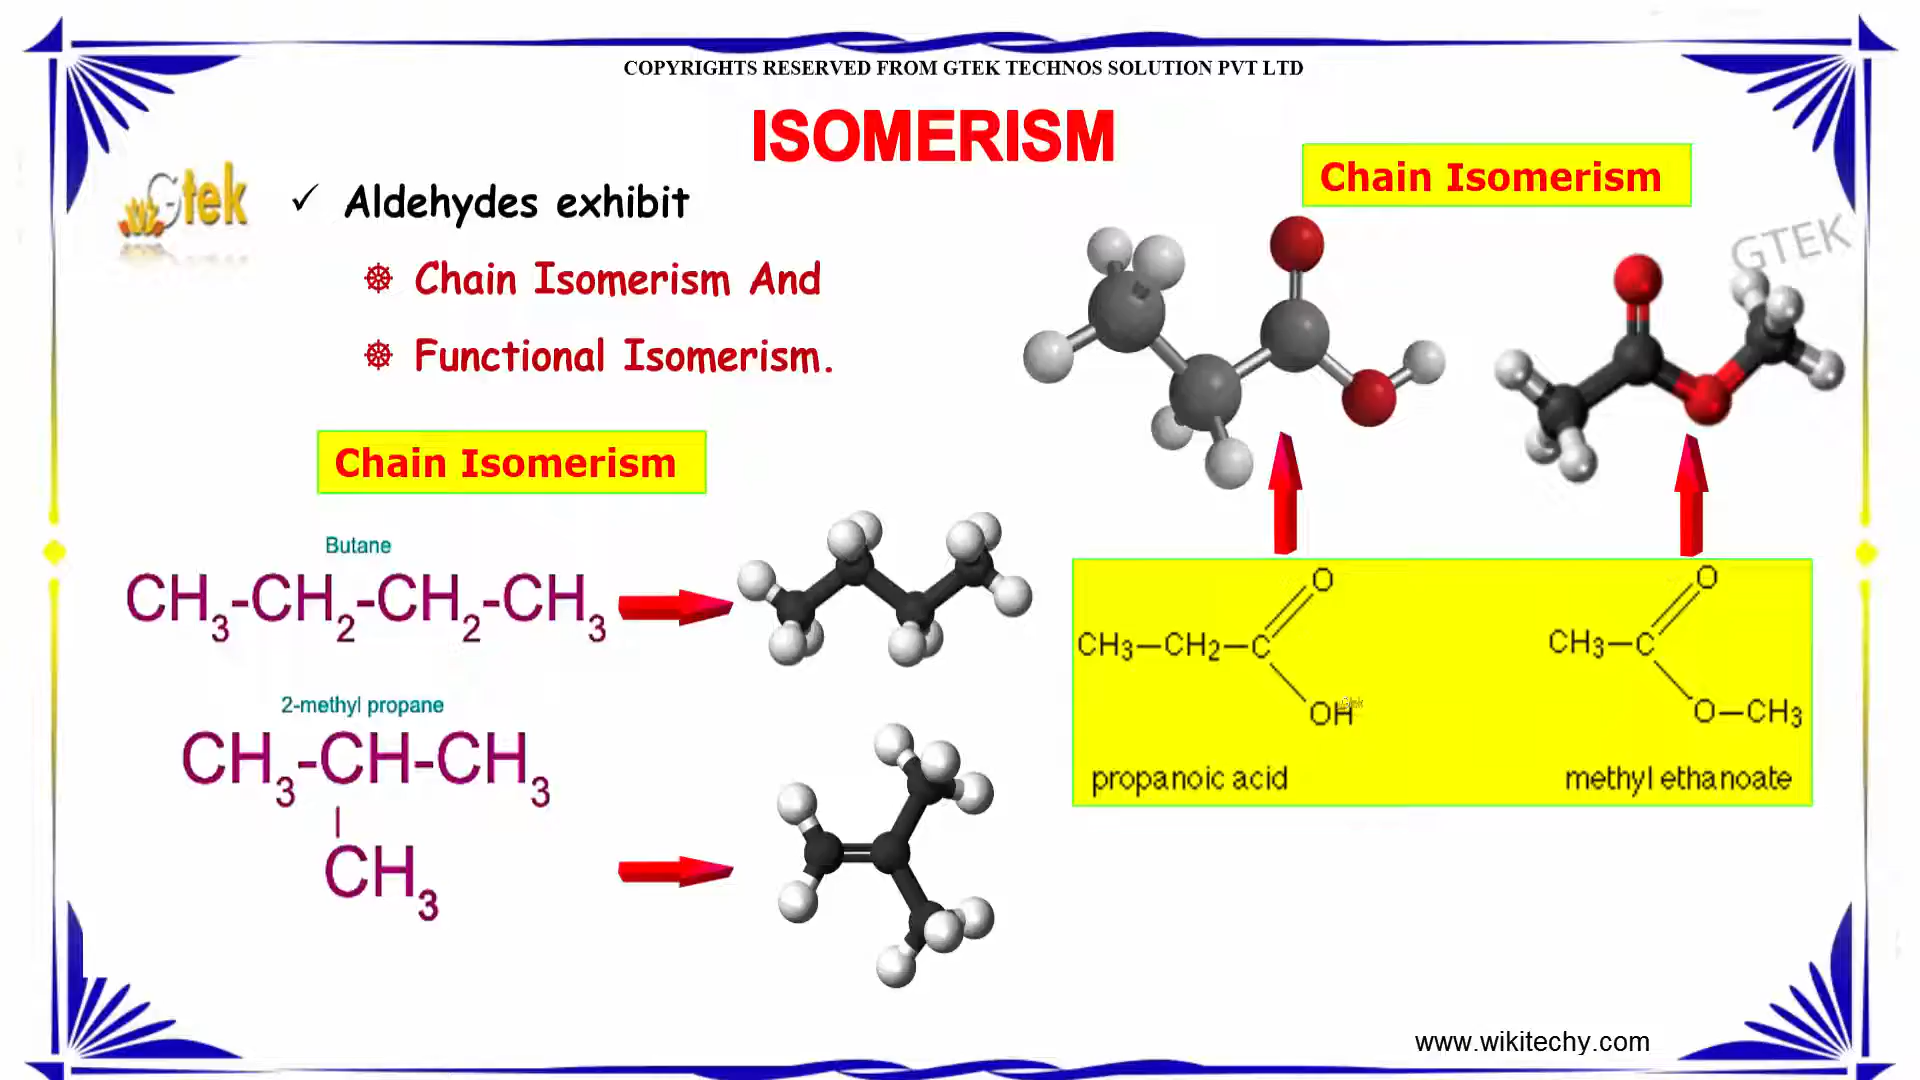 COPYRIGHTS RESERVED FROM GTEK TECHNOS SOLUTION PVT LTD
ISOMERISM
Gtek
✓ Aldehydes exhibit
Chain Isomerism And
Functional Isomerism.
Chain Isomerism
GTEK
Chain Isomerism
Butane
CH3-CH2-CH2-CH3
2-methyl propane
CH3-CH-CH3
CH3
O
CH3—CH2—C
OH
propanoic acid
O
CH3—C
O—CH3
methyl ethanoate
www.wikitechy.com